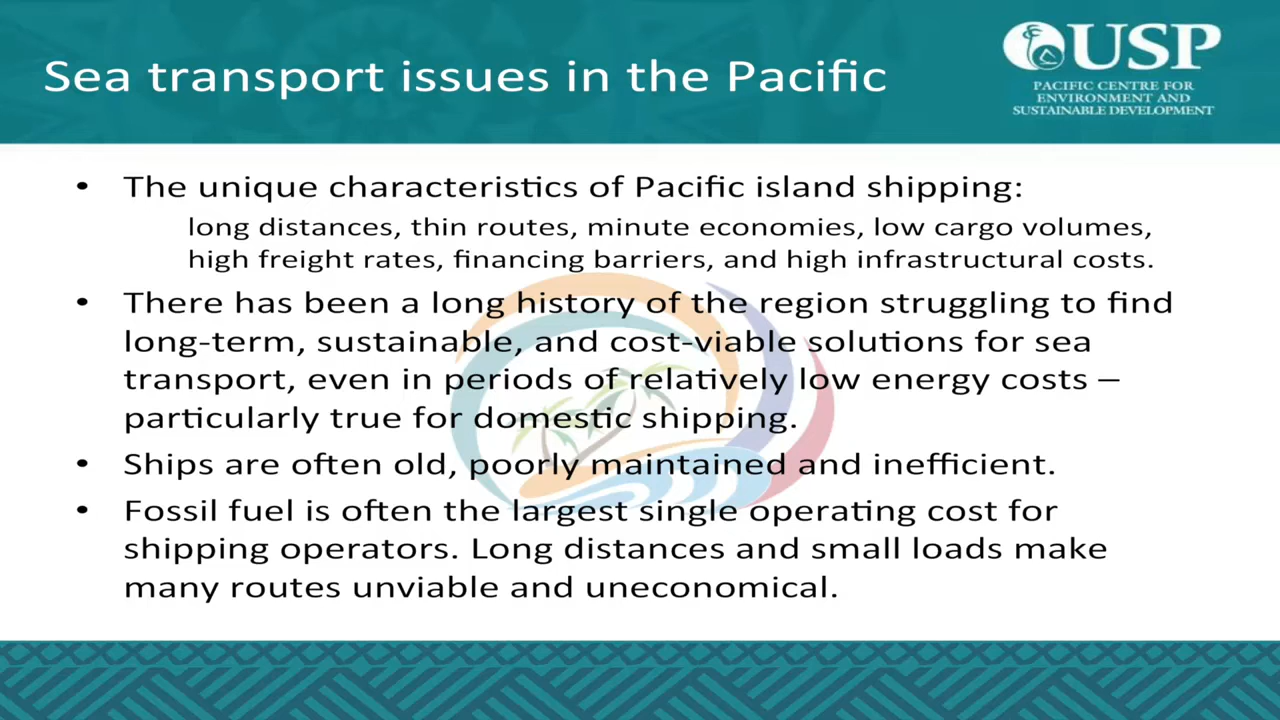 Sea transport issues in the Pacific
USP
PACIFIC CENTRE FOR
ENVIRONMENT AND
SUSTAINABLE DEVELOPMENT
• The unique characteristics of Pacific island shipping:
long distances, thin routes, minute economies, low cargo volumes,
high freight rates, financing barriers, and high infrastructural costs.
• There has been a long history of the region struggling to find
long-term, sustainable, and cost-viable solutions for sea
transport, even in periods of relatively low energy costs –
particularly true for domestic shipping.
• Ships are often old, poorly maintained and inefficient.
• Fossil fuel is often the largest single operating cost for
shipping operators. Long distances and small loads make
many routes unviable and uneconomical.